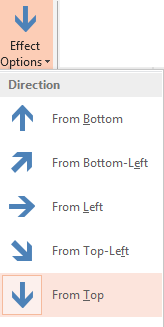 Effect
Options
Direction
From Bottom
From Bottom-Left
From Left
From Top-Left
From Top